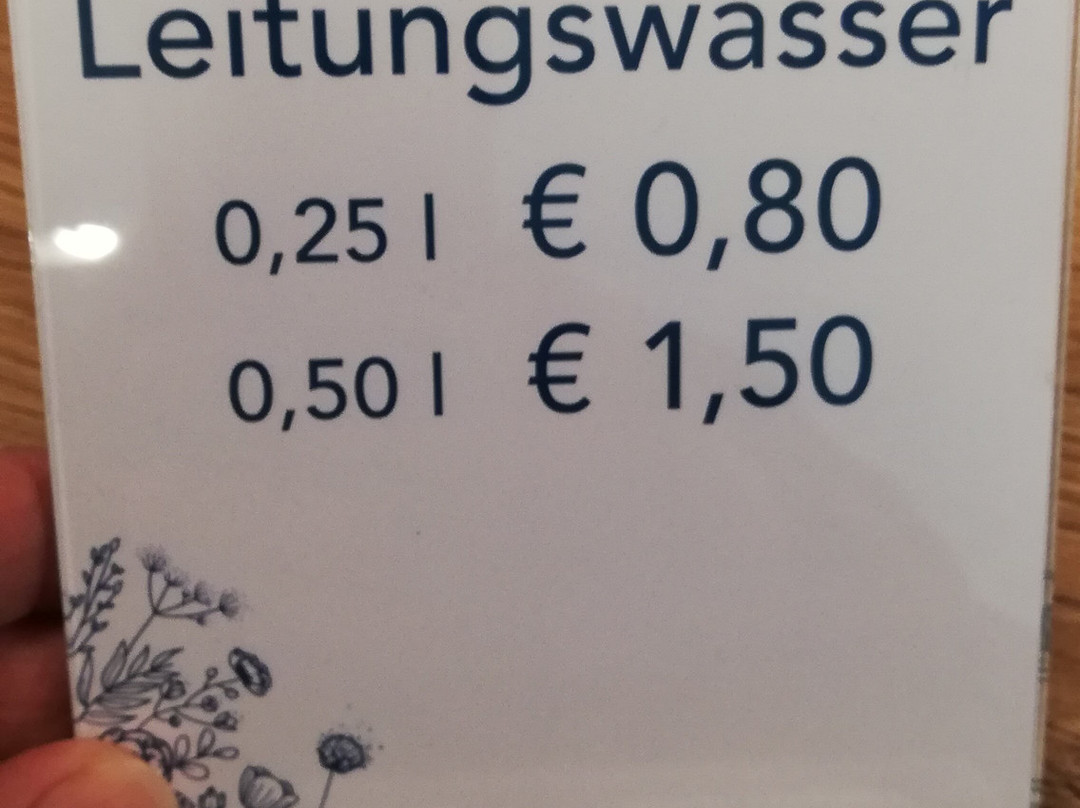 Leitungswasser
0,25 l € 0,80
0,50 l € 1,50